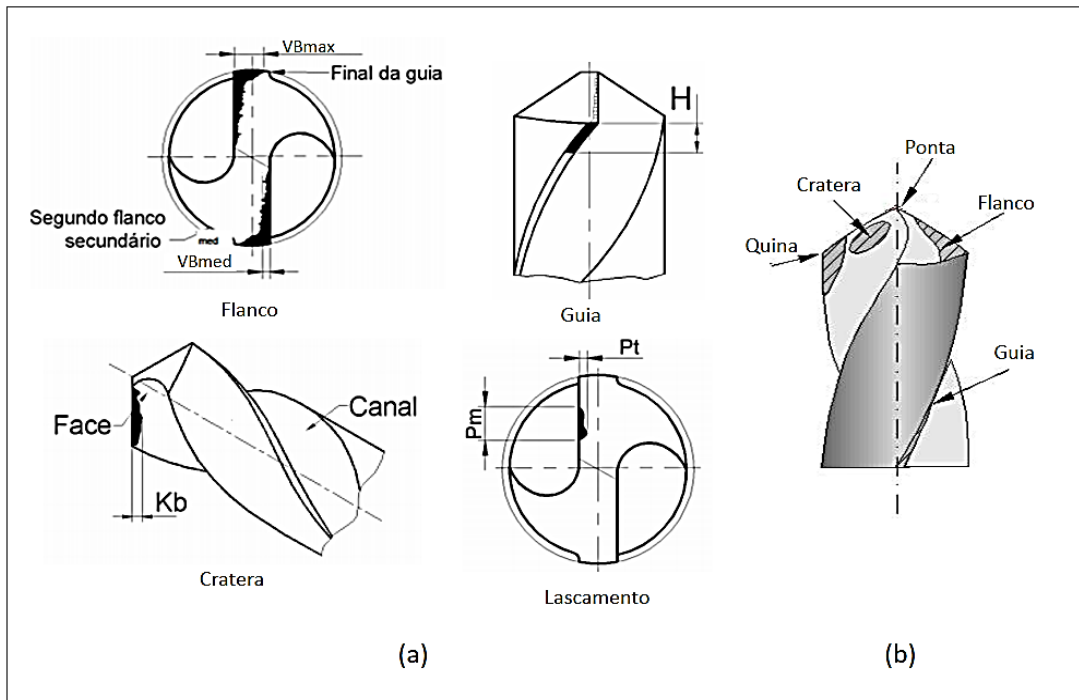 VBmax
Final da guia
Segundo flanco
secundário
med
VBmed
Flanco
H
Guia
Face
Canal
Kb
Cratera
Pt
Pm
Lascamento
(a)
Ponta
Cratera
Flanco
Quina
Guia
(b)